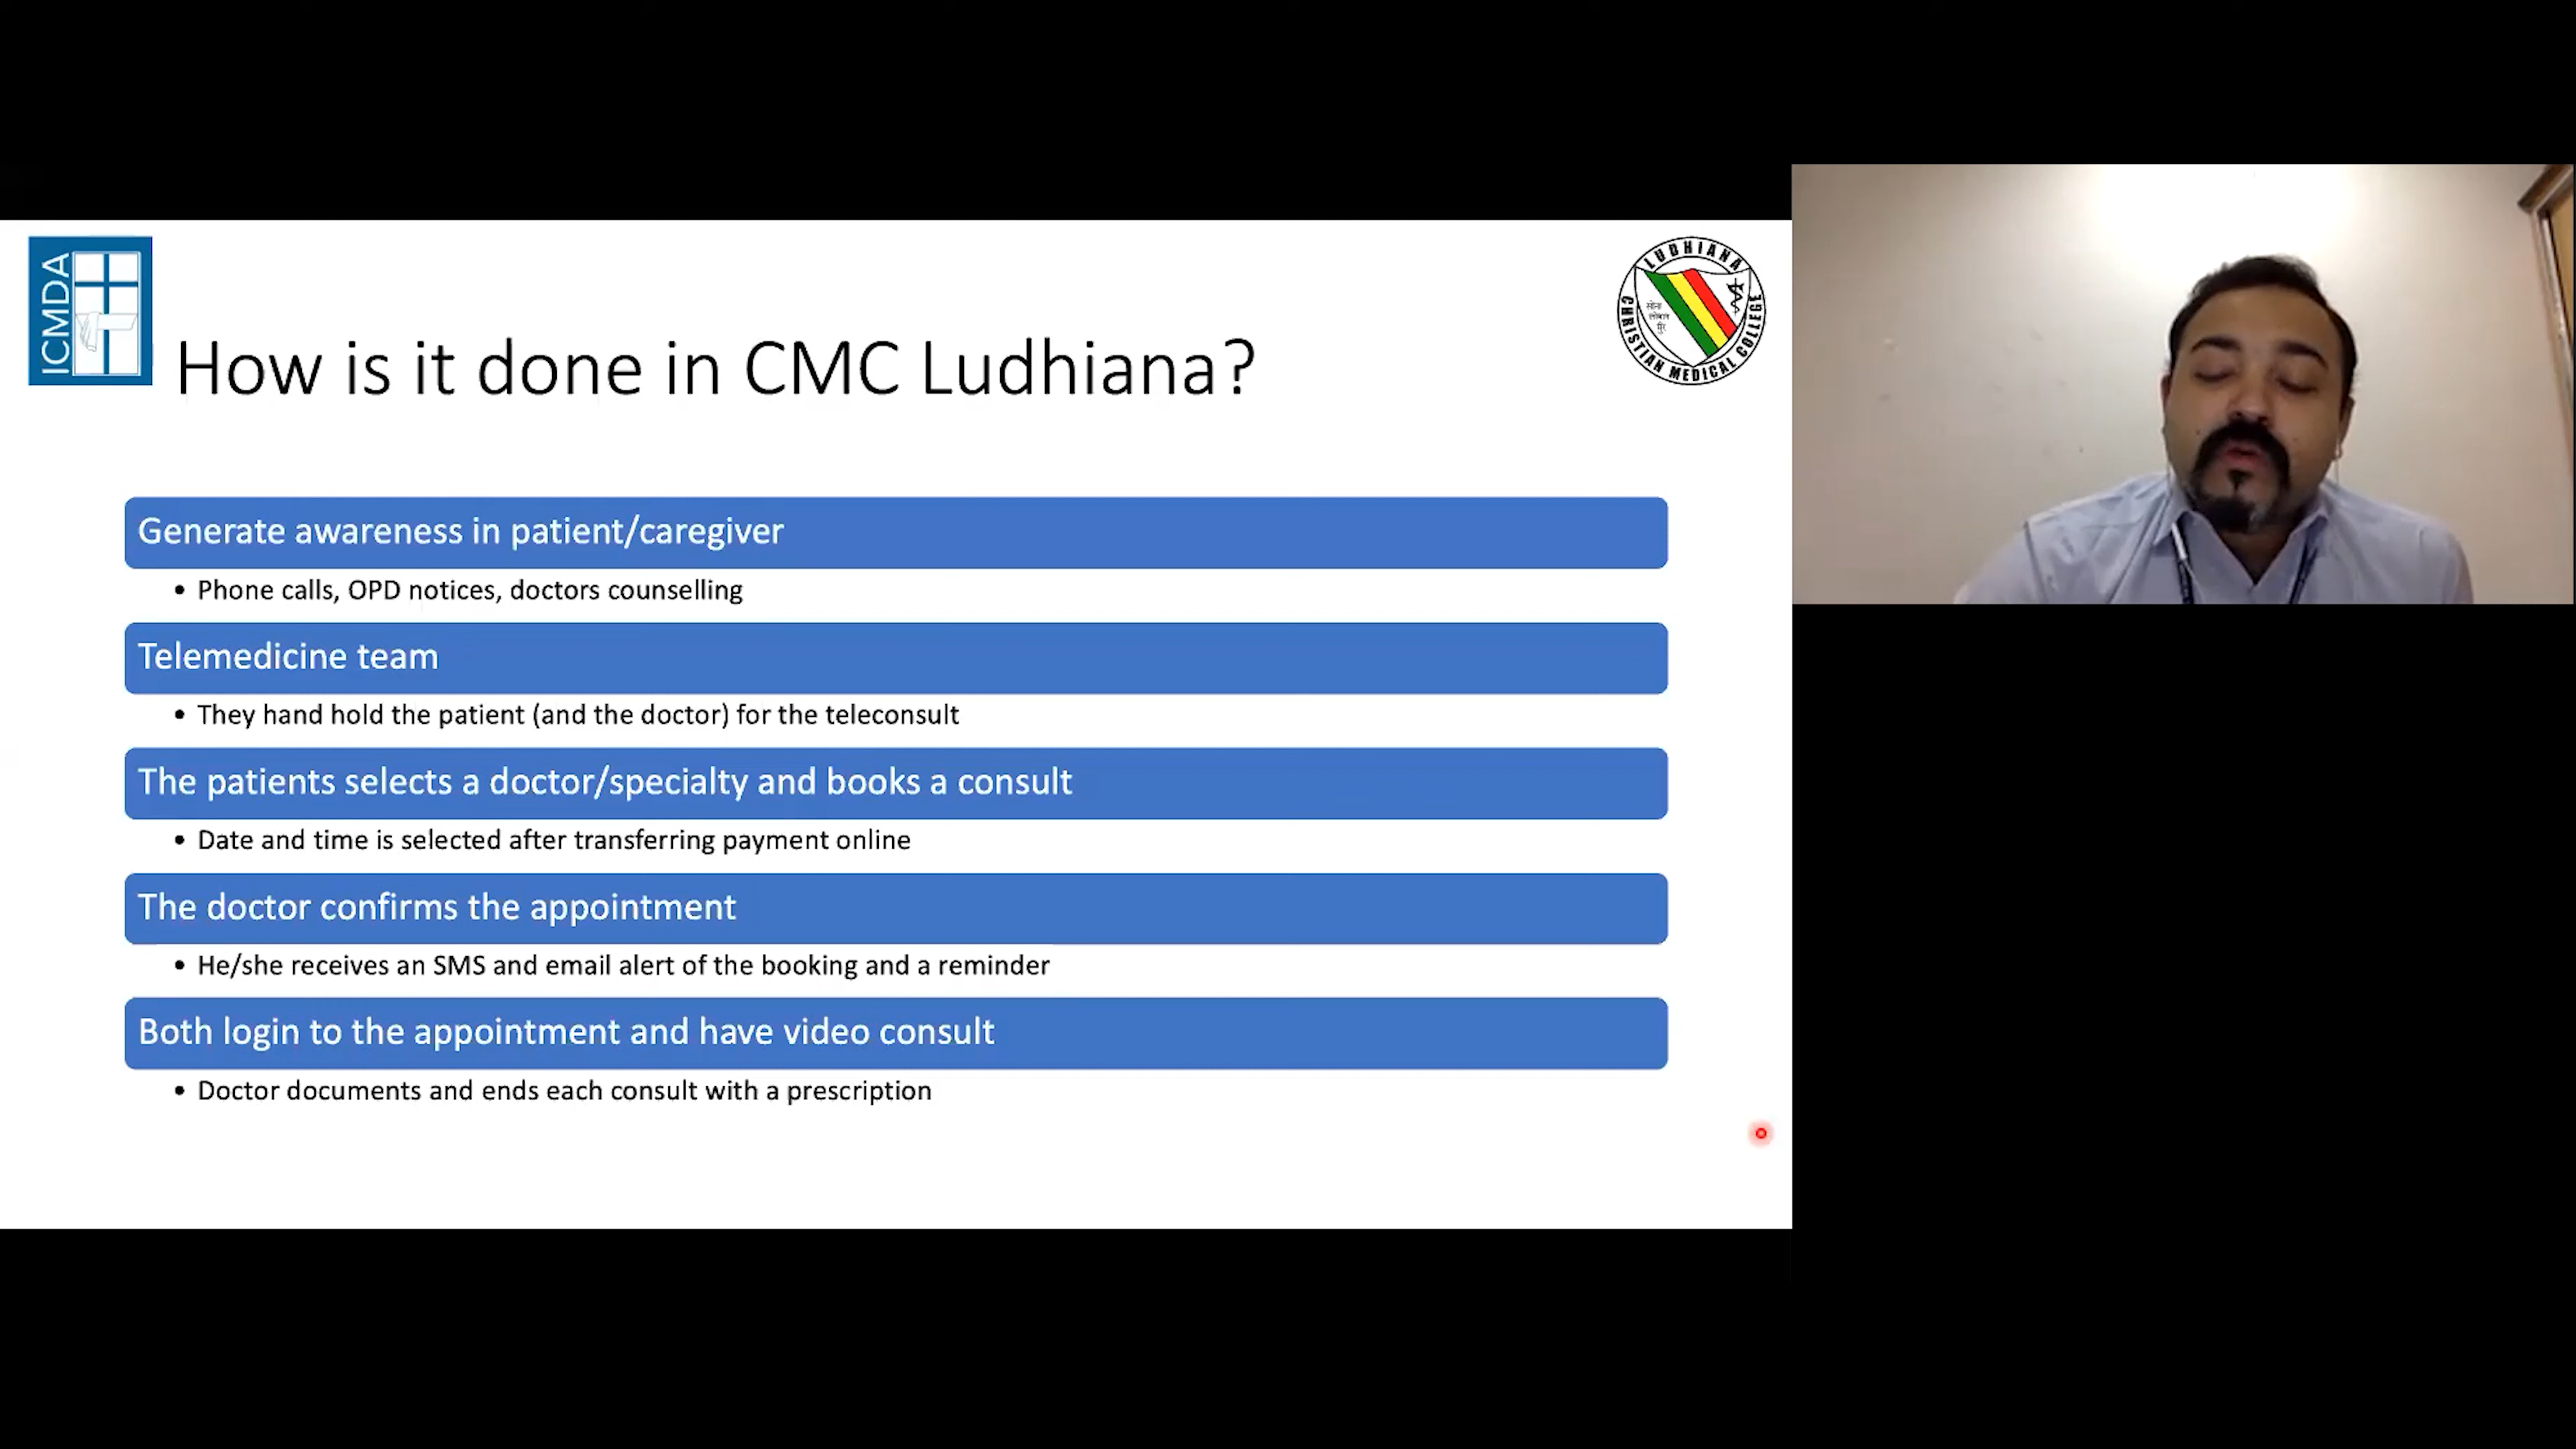 ICMDA
LUDHIANA
CHRISTIAN MEDICAL COLLEGE
How is it done in CMC Ludhiana?
Generate awareness in patient/caregiver
• Phone calls, OPD notices, doctors counselling
Telemedicine team
• They hand hold the patient (and the doctor) for the teleconsult
The patients selects a doctor/specialty and books a consult
• Date and time is selected after transferring payment online
The doctor confirms the appointment
• He/she receives an SMS and email alert of the booking and a reminder
Both login to the appointment and have video consult
• Doctor documents and ends each consult with a prescription